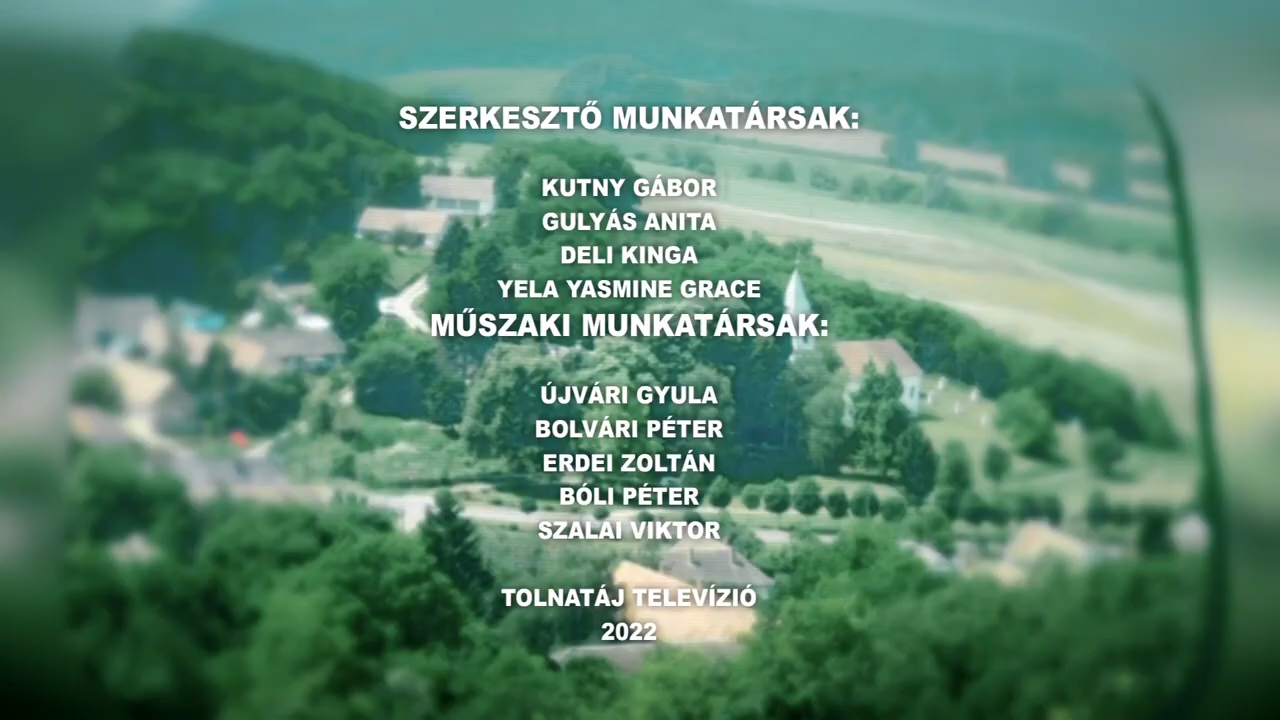 SZERKESZTŐ MUNKATÁRSAK:
KUTNY GÁBOR
GULYÁS ANITA
DELI KINGA
YELA YASMINE GRACE
MŰSZAKI MUNKATÁRSAK:
ÚJVÁRI GYULA
BOLVÁRI PÉTER
ERDEI ZOLTÁN
BÓLI PÉTER
SZALAI VIKTOR
TOLNATÁJ TELEVÍZIÓ
2022